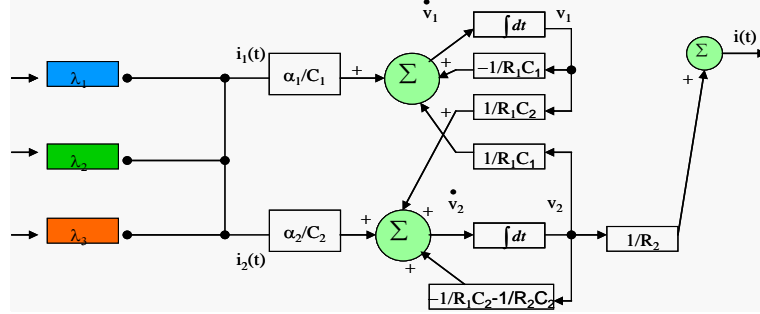 v̇₁
v₁
∫dt
i₁(t)
Σ
i(t)
λ₁
α₁/C₁
+
Σ
+
−1/R₁C₁
+
+
1/R₁C₂
λ₂
1/R₁C₁
v̇₂
v₂
λ₃
α₂/C₂
+
Σ
+
∫dt
1/R₂
i₂(t)
+
−1/R₁C₂-1/R₂C₂